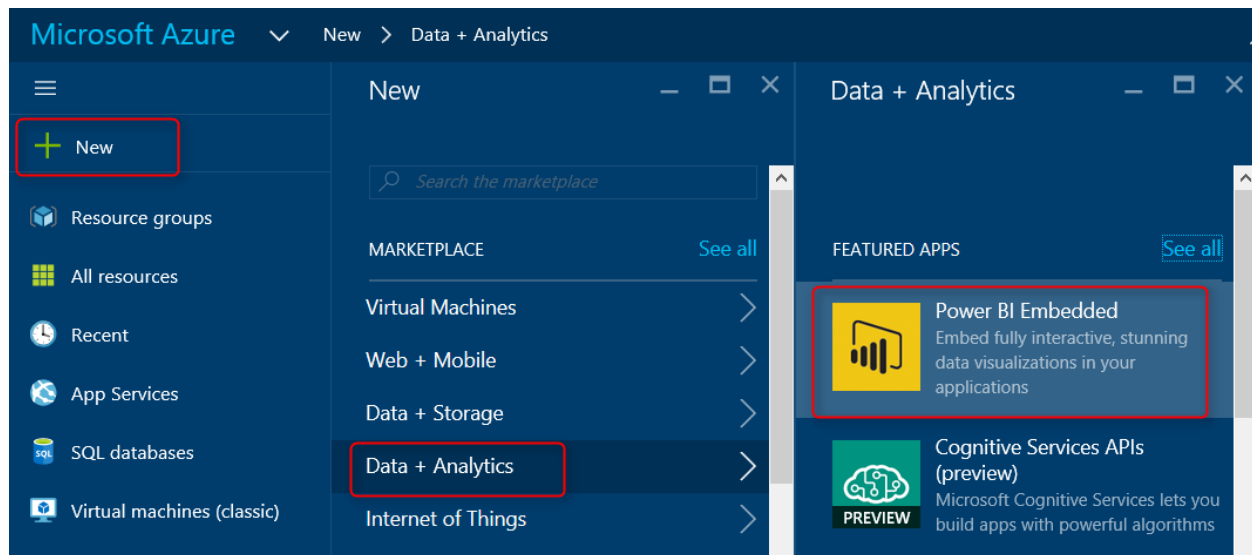 Microsoft Azure New > Data + Analytics
New
Resource groups
All resources
Recent
App Services
SQL
SQL databases
Virtual machines (classic)
New
Search the marketplace
MARKETPLACE See all
Virtual Machines
Web + Mobile
Data + Storage
Data + Analytics
Internet of Things
Data + Analytics
FEATURED APPS See all
Power BI Embedded
Embed fully interactive, stunning
data visualizations in your
applications
PREVIEW
Cognitive Services APIs
(preview)
Microsoft Cognitive Services lets you
build apps with powerful algorithms